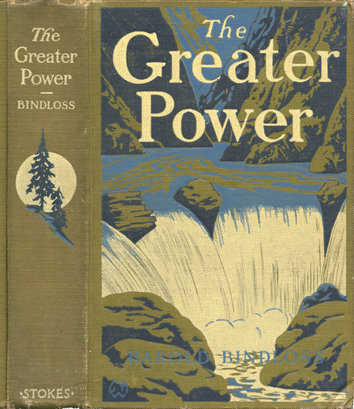 The
Greater
Power
BINDLOSS
STOKES
The
Greater
Power
HAROLD BINDLOSS